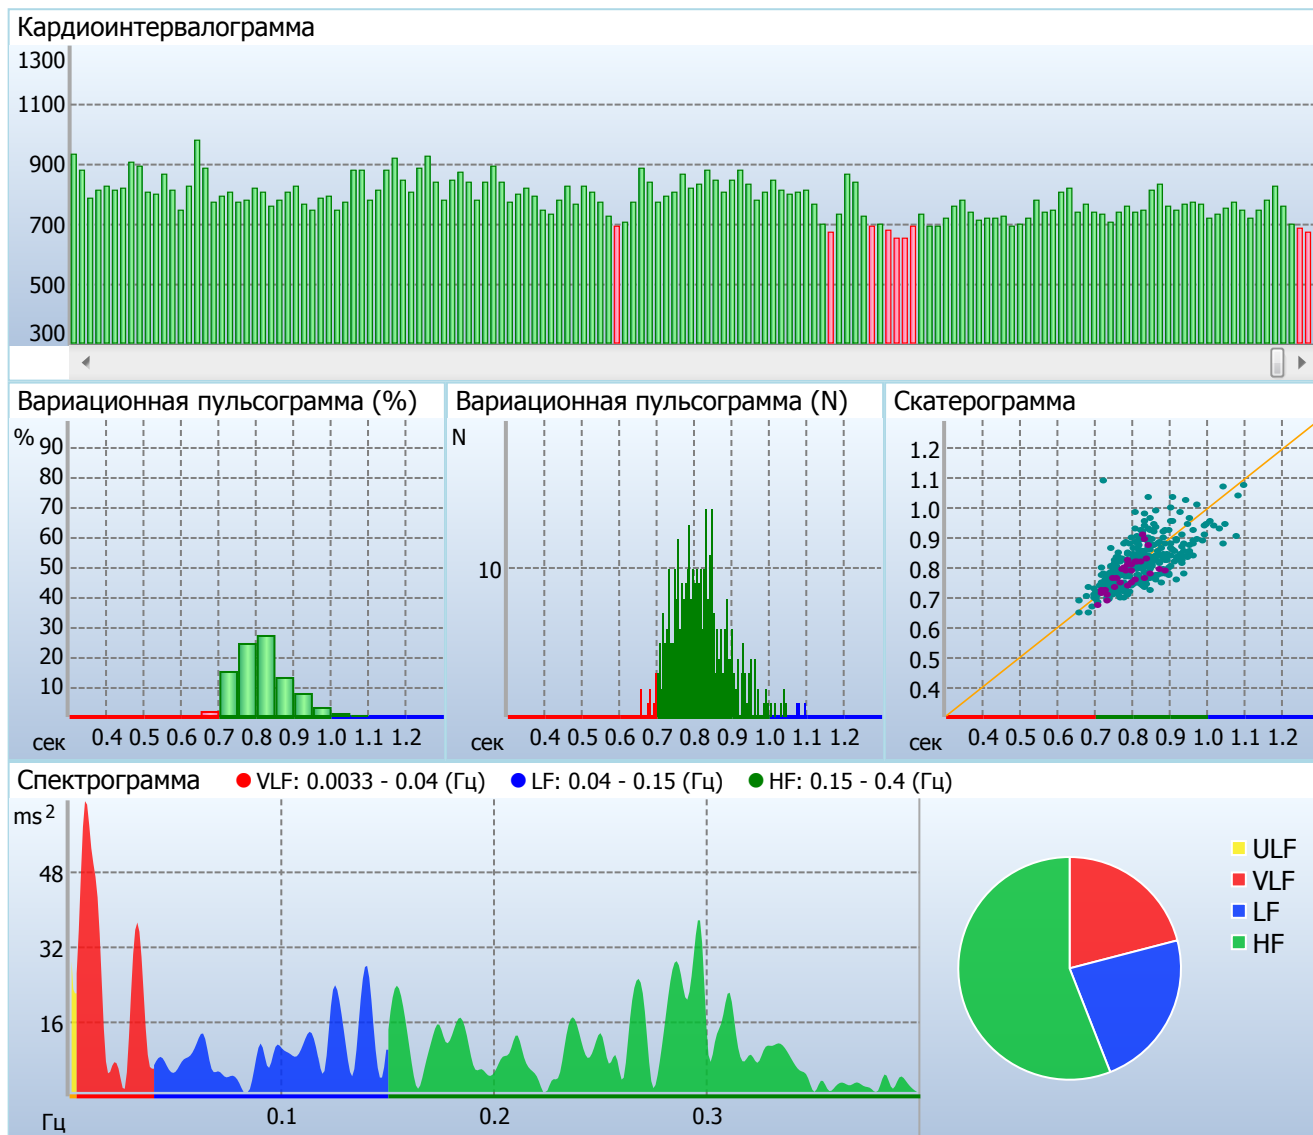 Кардиоинтервалограмма
1300
1100
900
700
500
300
Вариационная пульсограмма (%)
% 90
80
70
60
50
40
30
20
10
сек 0.4 0.5 0.6 0.7 0.8 0.9 1.0 1.1 1.2
Вариационная пульсограмма (N)
N
10
сек 0.4 0.5 0.6 0.7 0.8 0.9 1.0 1.1 1.2
Скатерограмма
1.2
1.1
1.0
0.9
0.8
0.7
0.6
0.5
0.4
сек 0.4 0.5 0.6 0.7 0.8 0.9 1.0 1.1 1.2
Спектрограмма VLF: 0.0033 - 0.04 (Гц) LF: 0.04 - 0.15 (Гц) HF: 0.15 - 0.4 (Гц)
ms²
48
32
16
Гц 0.1 0.2 0.3
ULF
VLF
LF
HF